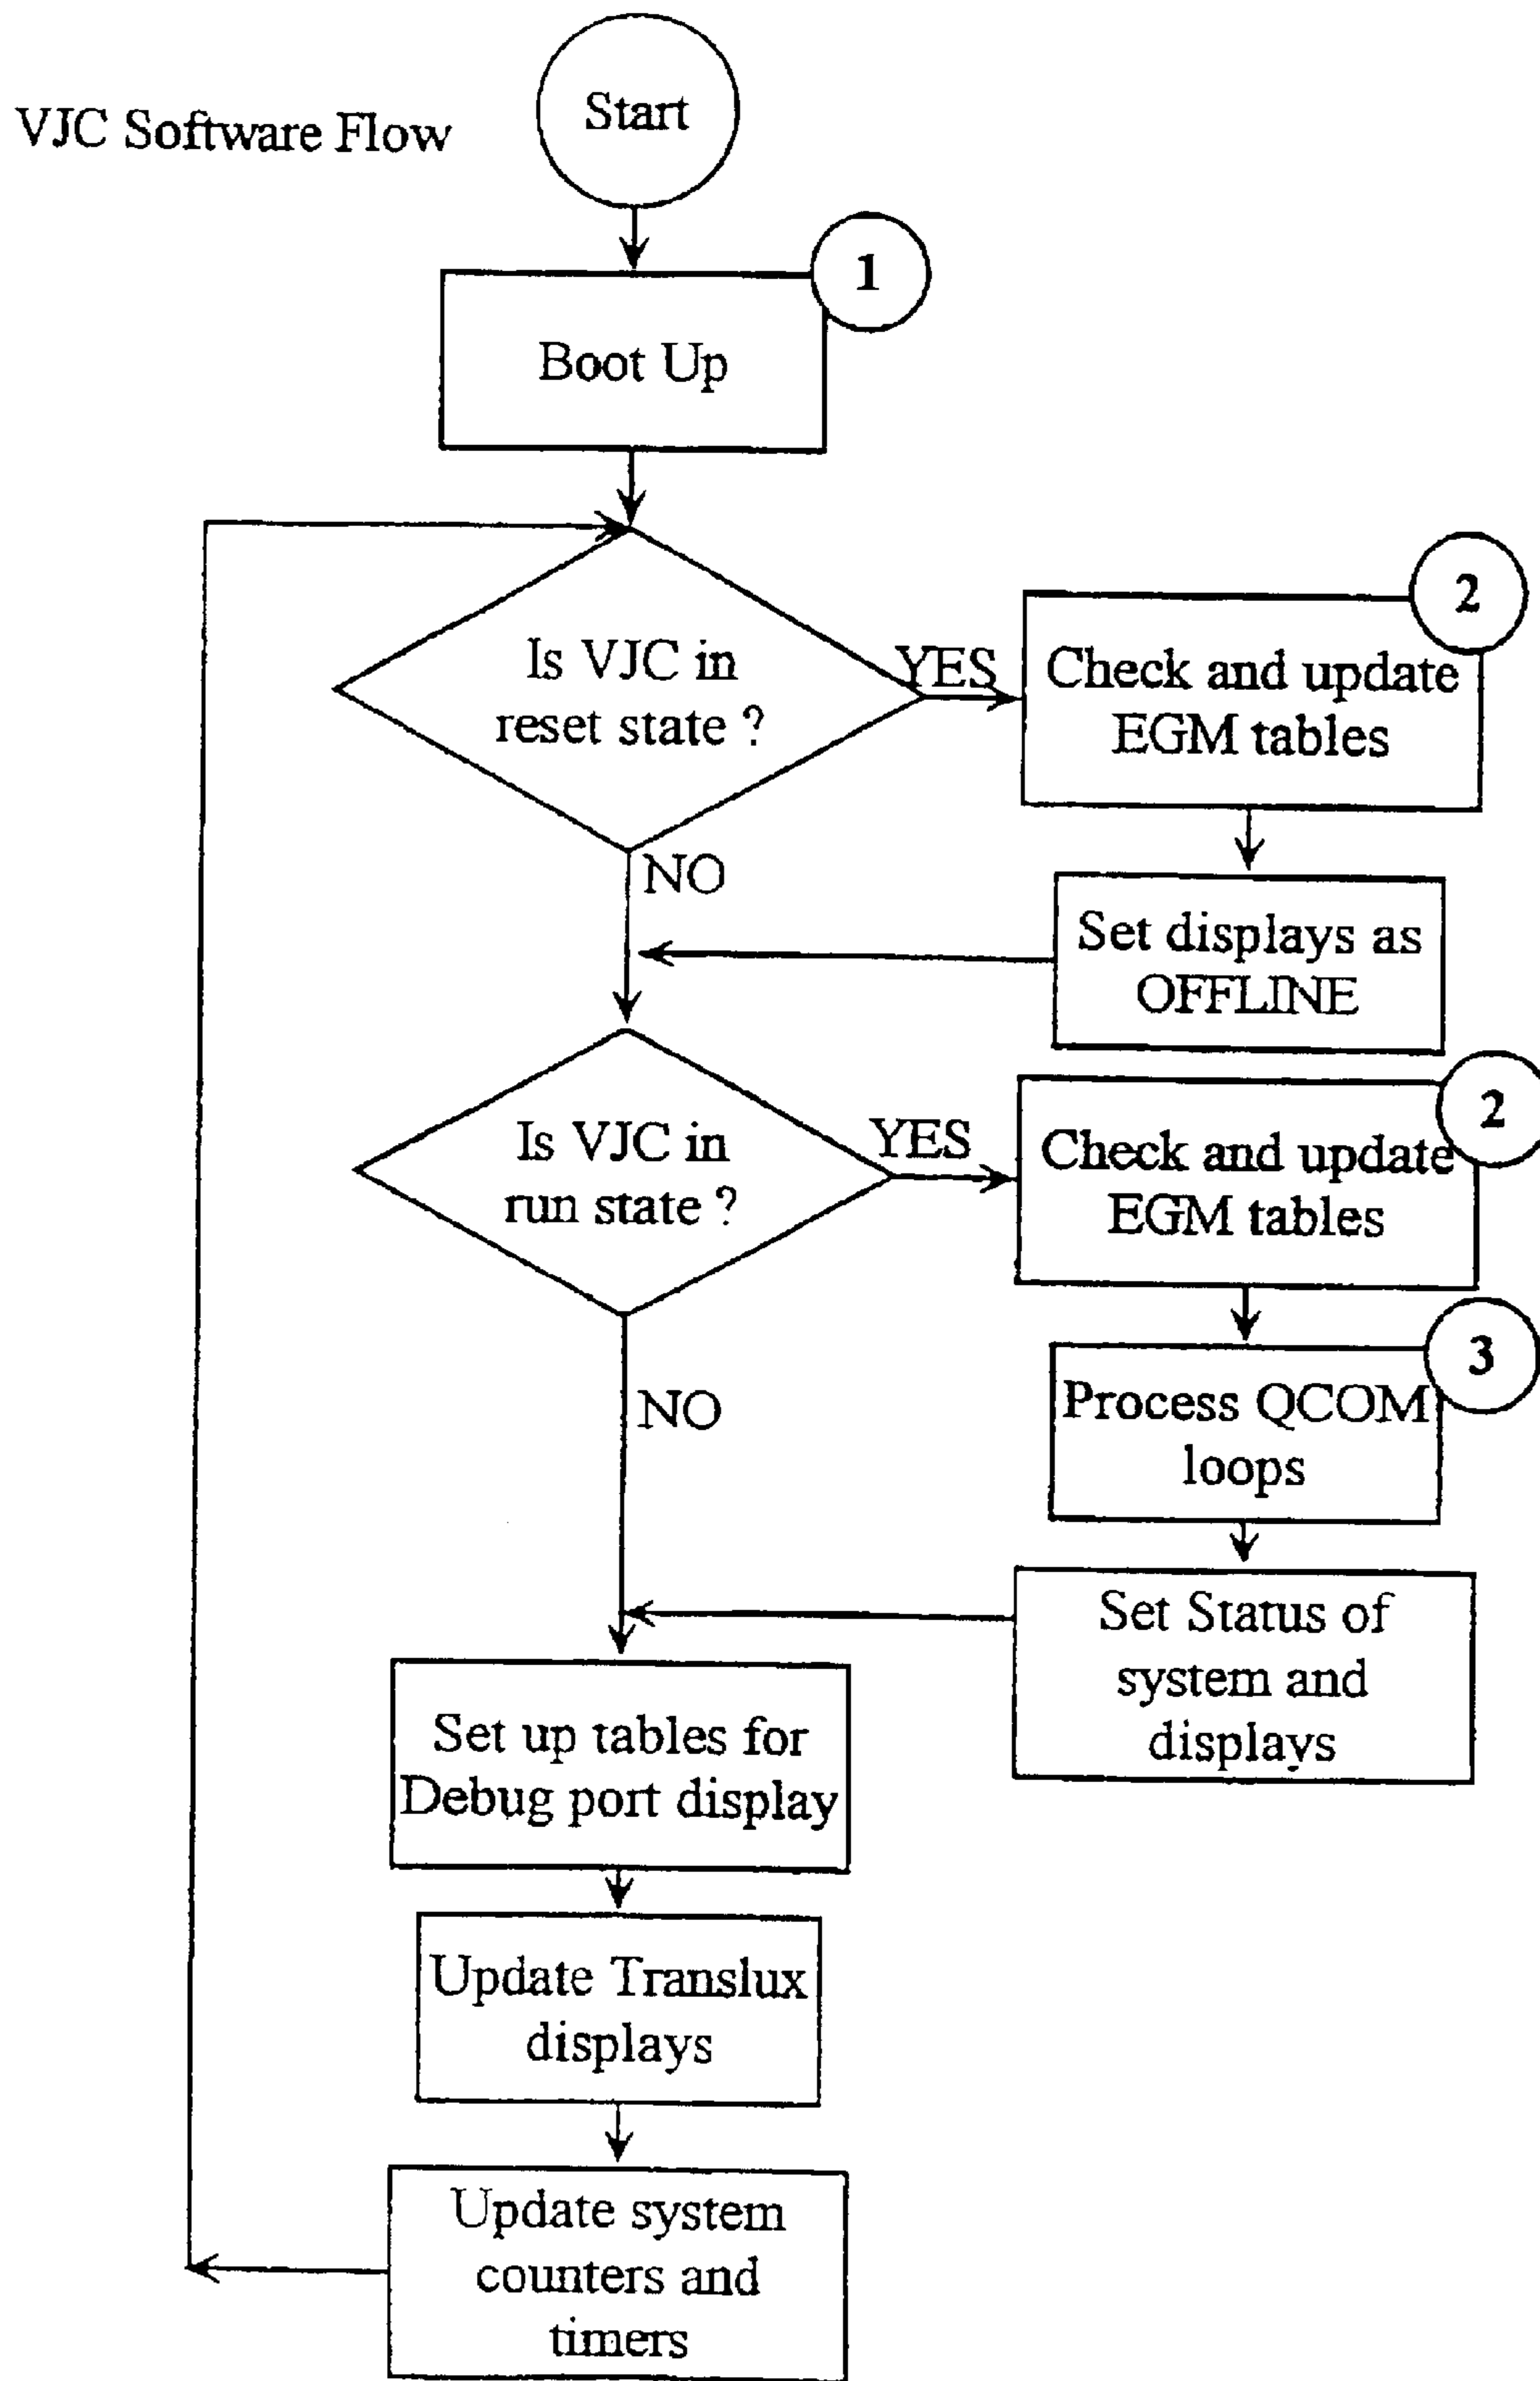 VJC Software Flow
Start
1
Boot Up
Is VJC in
reset state ?
YES
2
Check and update
EGM tables
NO
Set displays as
OFFLINE
Is VJC in
run state ?
YES
2
Check and update
EGM tables
NO
3
Process QCOM
loops
Set Status of
system and
displays
Set up tables for
Debug port display
Update Translux
displays
Update system
counters and
timers